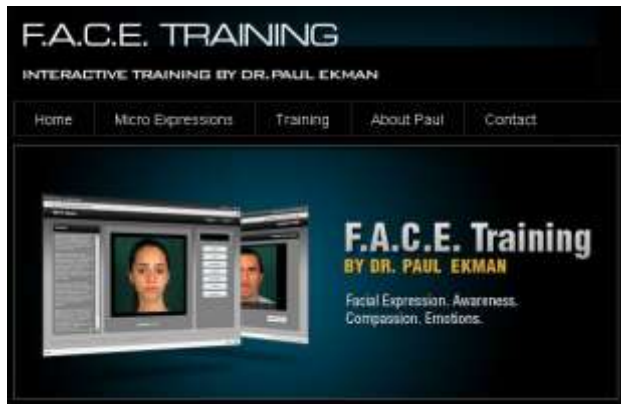 F.A.C.E. TRAINING
INTERACTIVE TRAINING BY DR. PAUL EKMAN
Home Micro Expressions Training About Paul Contact
F.A.C.E. Training
BY DR. PAUL EKMAN
Facial Expression. Awareness.
Compassion. Emotions.